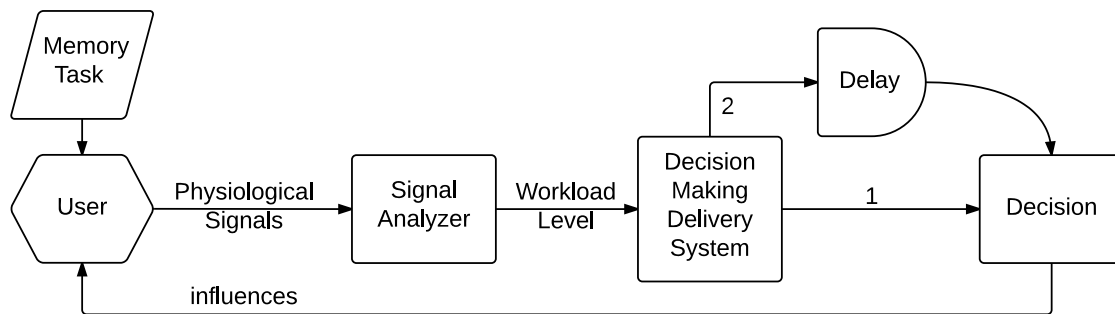 Memory
Task
Delay
2
User
Physiological
Signals
Signal
Analyzer
Workload
Level
Decision
Making
Delivery
System
1
Decision
influences